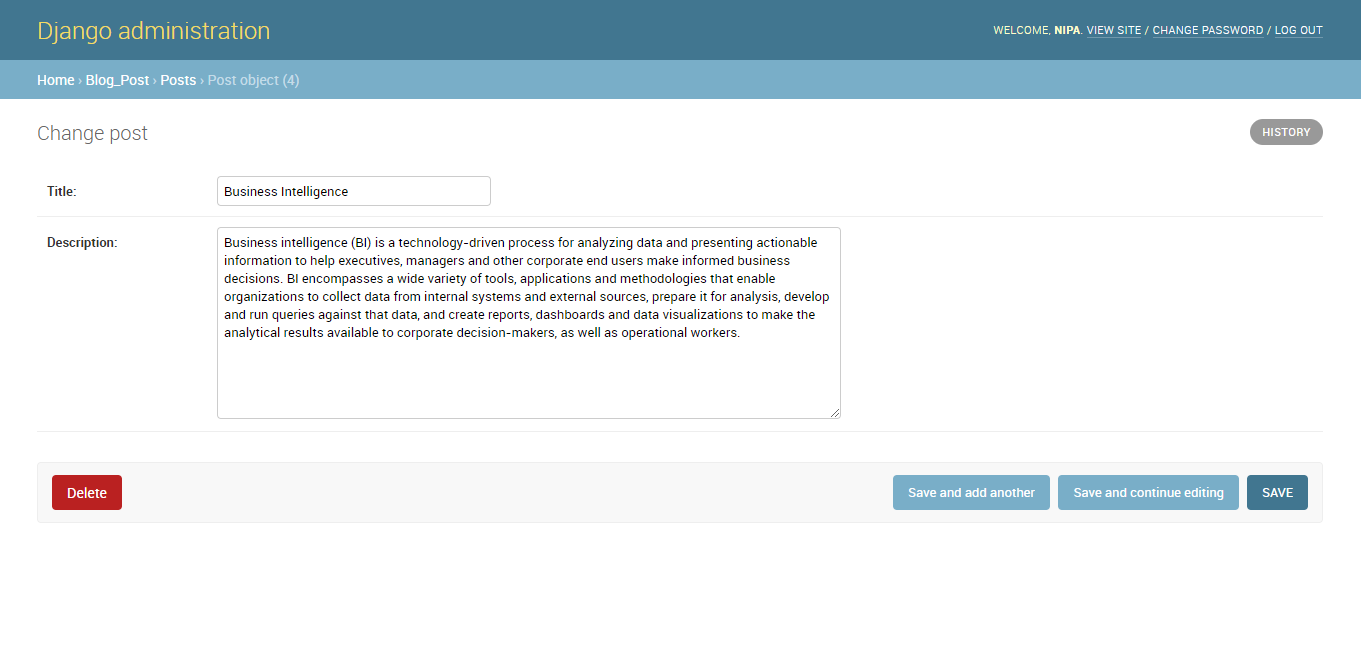 Django administration
WELCOME, NIPA. VIEW SITE / CHANGE PASSWORD / LOG OUT
Home › Blog_Post › Posts › Post object (4)
Change post
HISTORY
Title:
Business Intelligence
Description:
Business intelligence (BI) is a technology-driven process for analyzing data and presenting actionable
information to help executives, managers and other corporate end users make informed business
decisions. BI encompasses a wide variety of tools, applications and methodologies that enable
organizations to collect data from internal systems and external sources, prepare it for analysis, develop
and run queries against that data, and create reports, dashboards and data visualizations to make the
analytical results available to corporate decision-makers, as well as operational workers.
Delete
Save and add another
Save and continue editing
SAVE